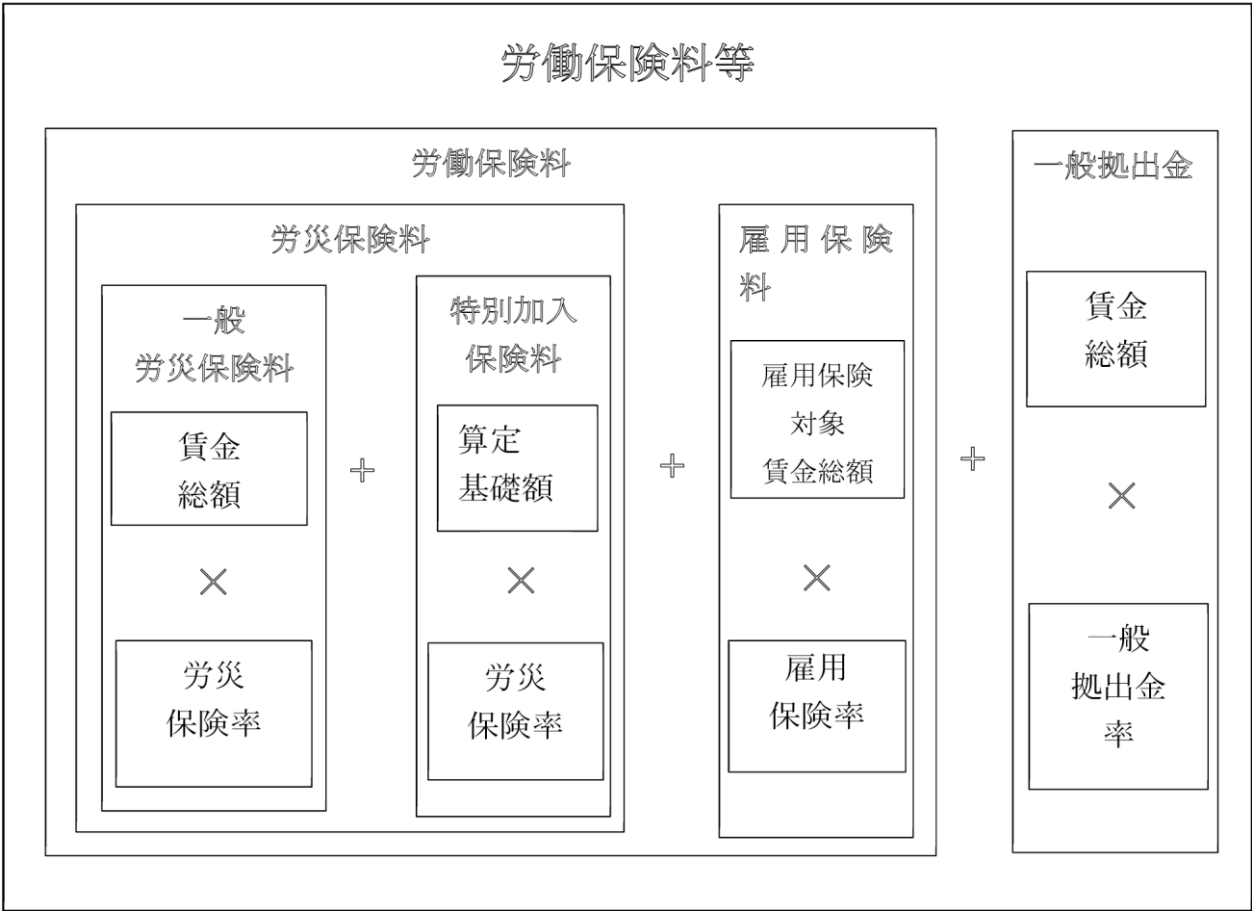 労働保険料等
労働保険料
労災保険料
一般
労災保険料
賃金
総額
×
労災
保険率
+
特別加入
保険料
算定
基礎額
×
労災
保険率
+
雇用保険
料
雇用保険
対象
賃金総額
×
雇用
保険率
+
一般拠出金
賃金
総額
×
一般
拠出金
率